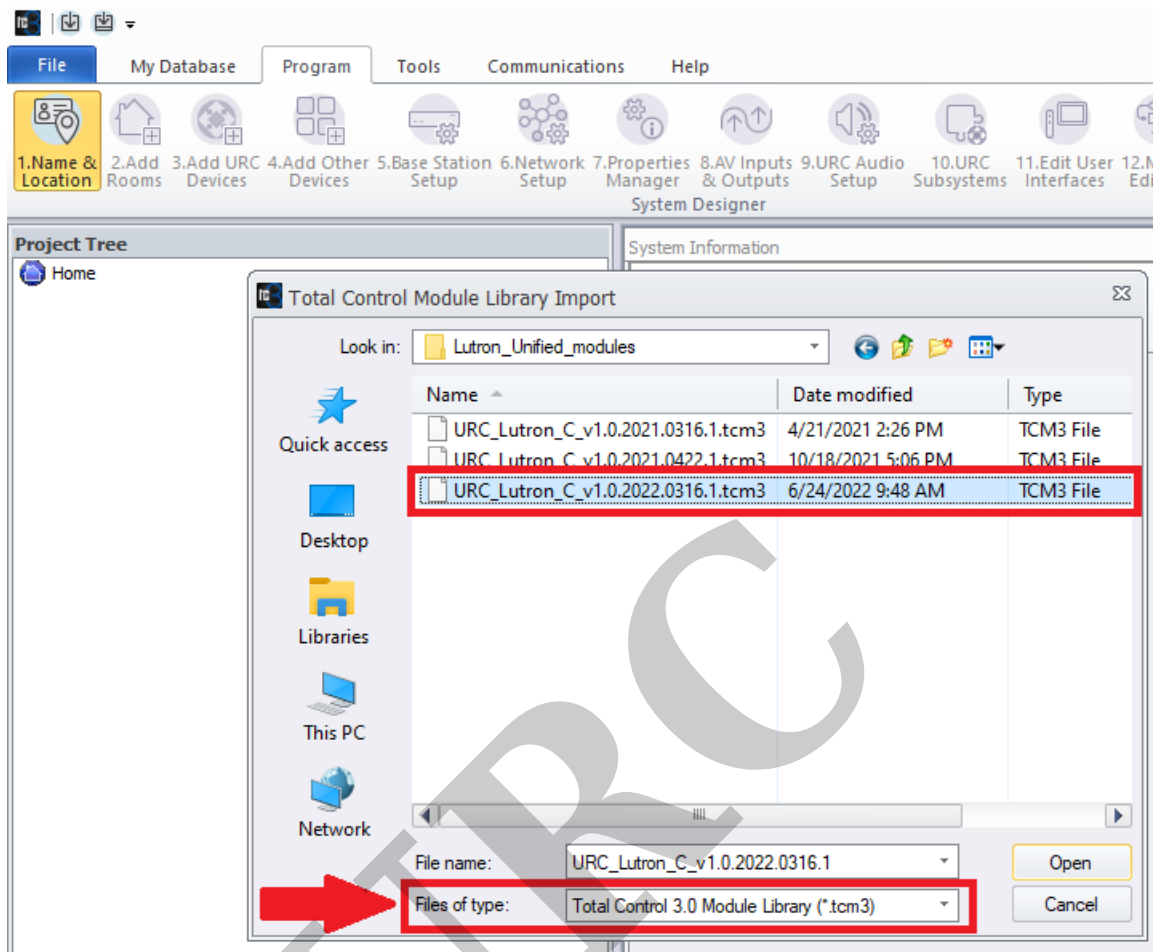 TC
File My Database Program Tools Communications Help
1.Name & 2.Add 3.Add URC 4.Add Other 5.Base Station 6.Network 7.Properties 8.AV Inputs 9.URC Audio 10.URC 11.Edit User
Location Rooms Devices Devices Setup Setup Manager & Outputs Setup Subsystems Interfaces
System Designer
Project Tree
System Information
Home
Total Control Module Library Import
Look in: Lutron_Unified_modules
Name Date modified Type
URC_Lutron_C_v1.0.2021.0316.1.tcm3 4/21/2021 2:26 PM TCM3 File
URC_Lutron_C_v1.0.2021.0422.1.tcm3 10/18/2021 5:06 PM TCM3 File
URC_Lutron_C_v1.0.2022.0316.1.tcm3 6/24/2022 9:48 AM TCM3 File
Quick access
Desktop
Libraries
This PC
Network
File name: URC_Lutron_C_v1.0.2022.0316.1 Open
Files of type: Total Control 3.0 Module Library (*.tcm3) Cancel
URC